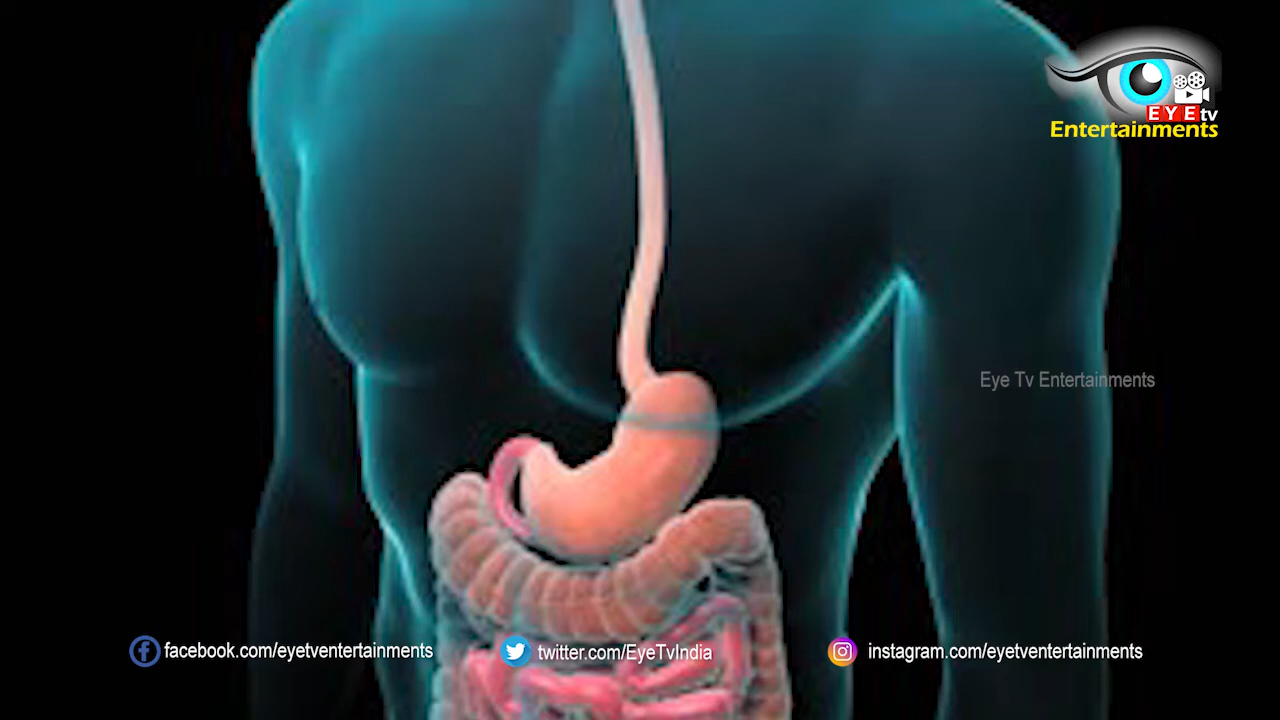 EYE tv
Entertainments
Eye Tv Entertainments
facebook.com/eyetventertainments
twitter.com/EyeTvIndia
instagram.com/eyetventertainments